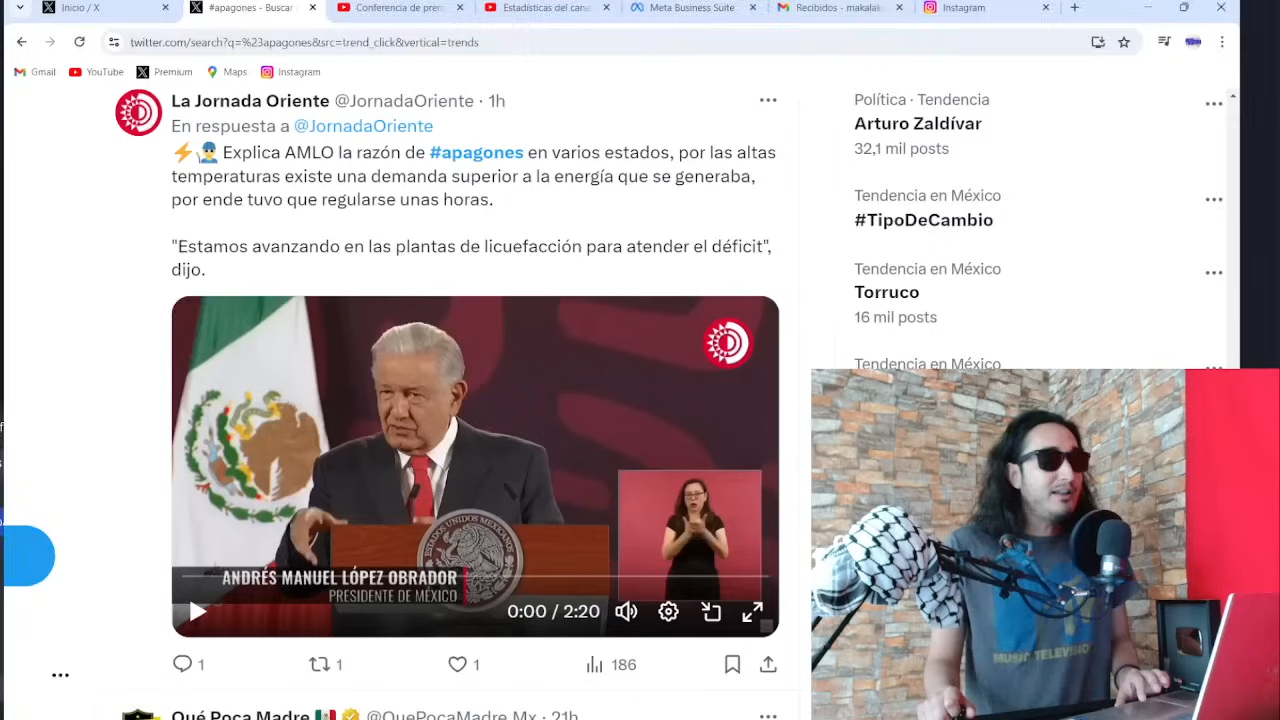 Inicio / X
#apagones - Buscar
Conferencia de pren
Estadísticas del can
Meta Business Suite
Recibidos - makalak
Instagram
twitter.com/search?q=%23apagones&src=trend_click&vertical=trends
Gmail
YouTube
Premium
Maps
Instagram
La Jornada Oriente @JornadaOriente · 1h
En respuesta a @JornadaOriente
Explica AMLO la razón de #apagones en varios estados, por las altas
temperaturas existe una demanda superior a la energía que se generaba,
por ende tuvo que regularse unas horas.
"Estamos avanzando en las plantas de licuefacción para atender el déficit",
dijo.
ESTADOS UNIDOS MEXICANOS
ANDRÉS MANUEL LÓPEZ OBRADOR
PRESIDENTE DE MÉXICO
0:00 / 2:20
1
1
1
186
Qué Poca Madre @QuePocaMadre_Mx · 21h
Política · Tendencia
Arturo Zaldívar
32,1 mil posts
Tendencia en México
#TipoDeCambio
Tendencia en México
Torruco
16 mil posts
Tendencia en México
MUSIC TELEVISION